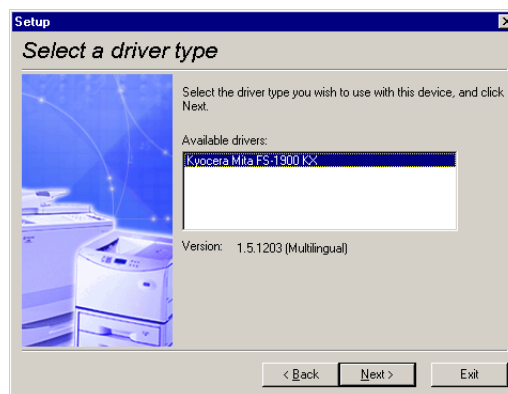 Setup
Select a driver type
Select the driver type you wish to use with this device, and click
Next.
Available drivers:
Kyocera Mita FS-1900 KX
Version: 1.5.1203 (Multilingual)
< Back
Next >
Exit